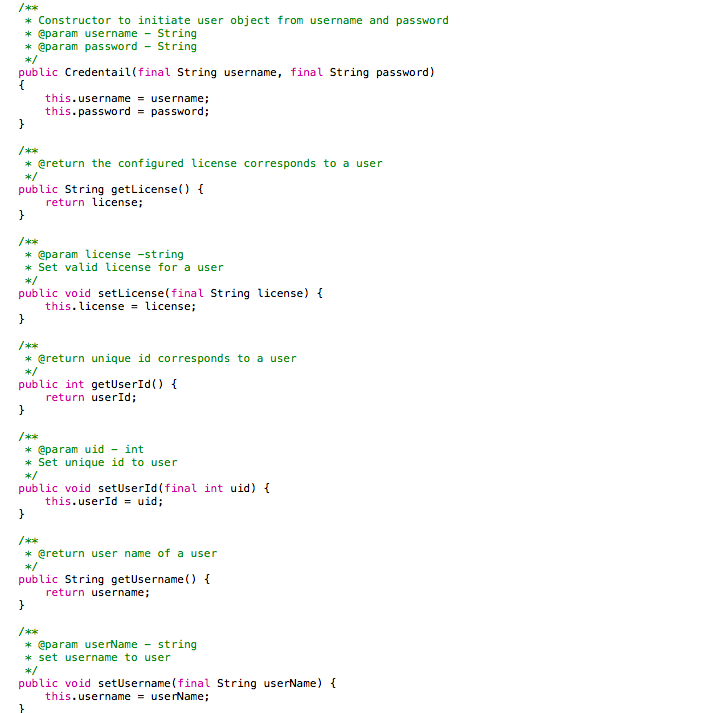 /**
 * Constructor to initiate user object from username and password
 * @param username - String
 * @param password - String
 */
public Credentail(final String username, final String password)
{
    this.username = username;
    this.password = password;
}
/**
 * @return the configured license corresponds to a user
 */
public String getLicense() {
    return license;
}
/**
 * @param license -string
 * Set valid license for a user
 */
public void setLicense(final String license) {
    this.license = license;
}
/**
 * @return unique id corresponds to a user
 */
public int getUserId() {
    return userId;
}
/**
 * @param uid - int
 * Set unique id to user
 */
public void setUserId(final int uid) {
    this.userId = uid;
}
/**
 * @return user name of a user
 */
public String getUsername() {
    return username;
}
/**
 * @param userName - string
 * set username to user
 */
public void setUsername(final String userName) {
    this.username = userName;
}